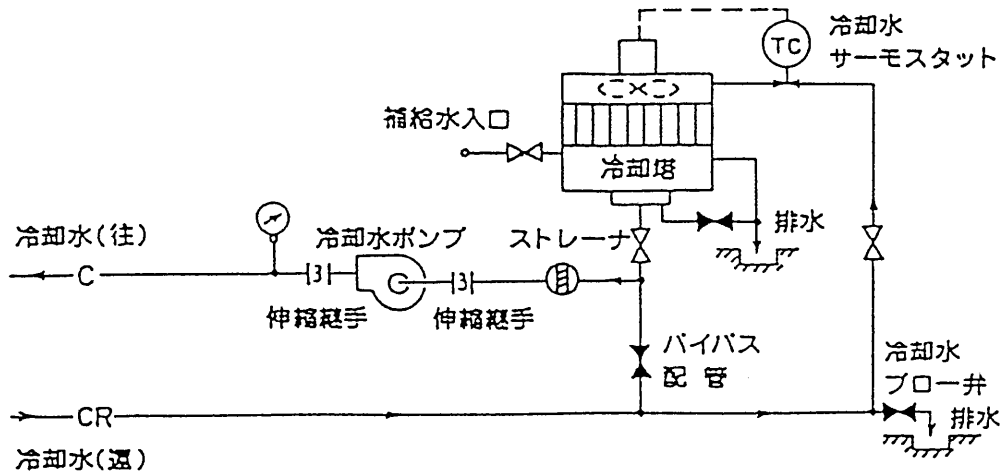 冷却水
サーモスタット
TC
補給水入口
冷却塔
排水
冷却水(往)
冷却水ポンプ
ストレーナ
C
C
伸縮継手
伸縮継手
バイパス
配管
冷却水
ブロー弁
排水
CR
冷却水(還)